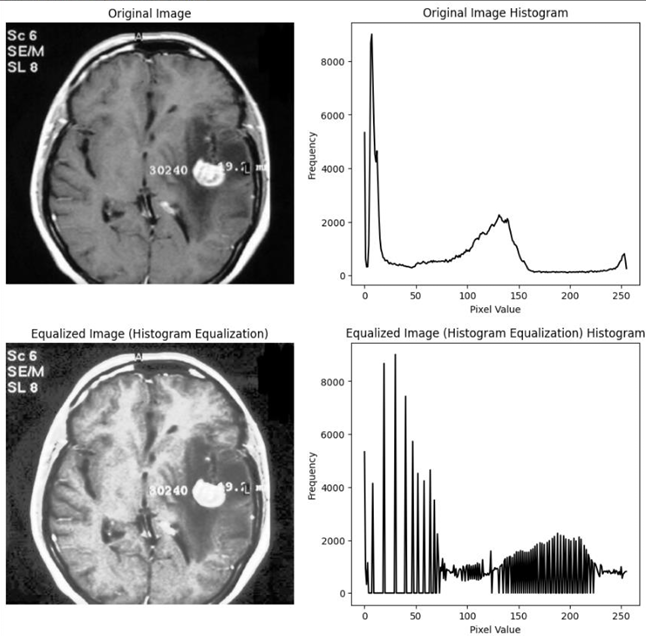 Original Image
Sc 6
SE/M
SL 8
A
30240
19.2 m
Original Image Histogram
Frequency
8000
6000
4000
2000
0
0 50 100 150 200 250
Pixel Value
Equalized Image (Histogram Equalization)
Sc 6
SE/M
SL 8
A
30240
Equalized Image (Histogram Equalization) Histogram
Frequency
8000
6000
4000
2000
0
0 50 100 150 200 250
Pixel Value